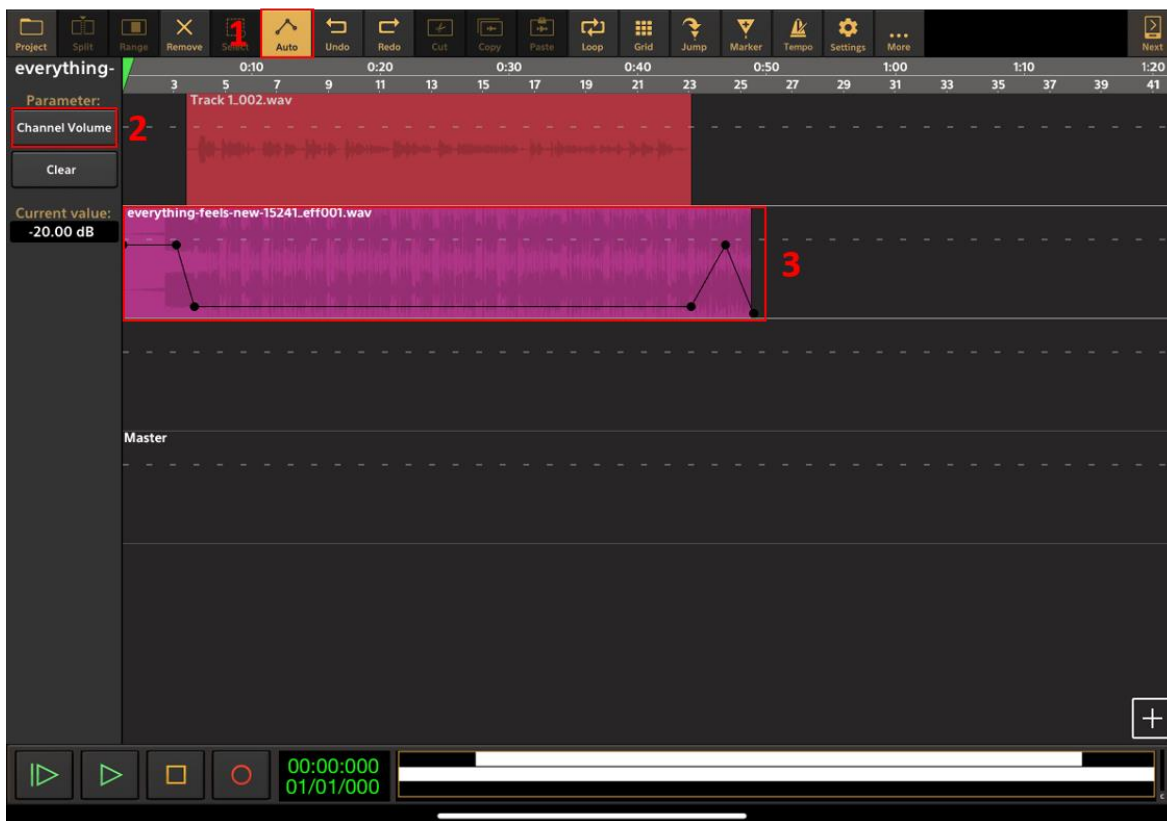 Project Split Range Remove Select Auto Undo Redo Cut Copy Paste Loop Grid Jump Marker Tempo Settings More Next
1
everything-
0:10 0:20 0:30 0:40 0:50 1:00 1:10 1:20
3 5 7 9 11 13 15 17 19 21 23 25 27 29 31 33 35 37 39 41
Parameter:
Track 1_002.wav
Channel Volume
2
Clear
Current value:
everything-feels-new-15241_eff001.wav
-20.00 dB
3
Master
00:00:000
01/01/000
c